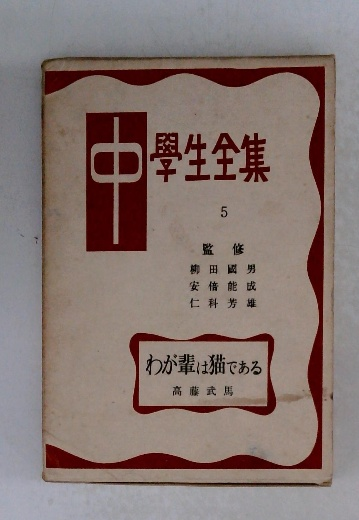 中學生全集
5
監修
柳田國男
安倍能成
仁科芳雄
わが輩は猫である
高藤武馬